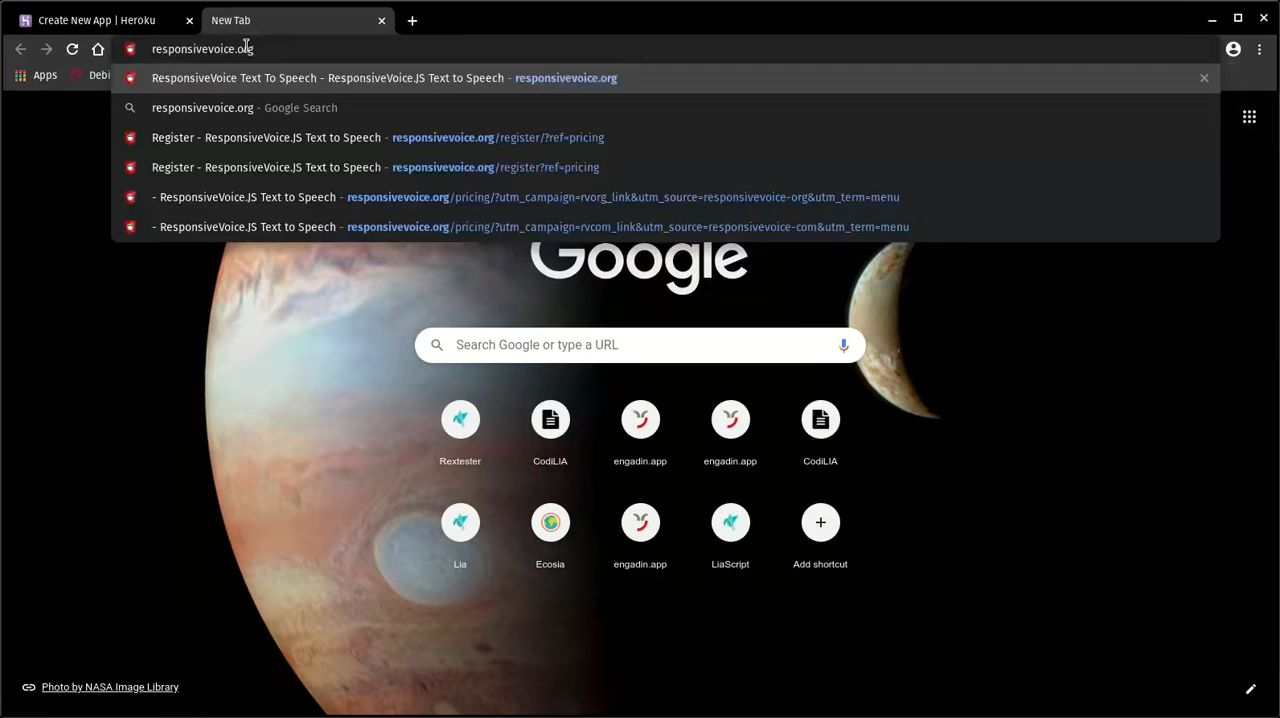 Create New App | Heroku
New Tab
responsivevoice.org
Apps
Debi
ResponsiveVoice Text To Speech - ResponsiveVoice.JS Text to Speech - responsivevoice.org
responsivevoice.org - Google Search
Register - ResponsiveVoice.JS Text to Speech - responsivevoice.org/register/?ref=pricing
Register - ResponsiveVoice.JS Text to Speech - responsivevoice.org/register?ref=pricing
- ResponsiveVoice.JS Text to Speech - responsivevoice.org/pricing/?utm_campaign=rvorg_link&utm_source=responsivevoice-org&utm_term=menu
- ResponsiveVoice.JS Text to Speech - responsivevoice.org/pricing/?utm_campaign=rvcom_link&utm_source=responsivevoice-com&utm_term=menu
Google
Search Google or type a URL
Rextester CodiLIA engadin.app engadin.app CodiLIA
Lia Ecosia engadin.app LiaScript Add shortcut
Photo by NASA Image Library